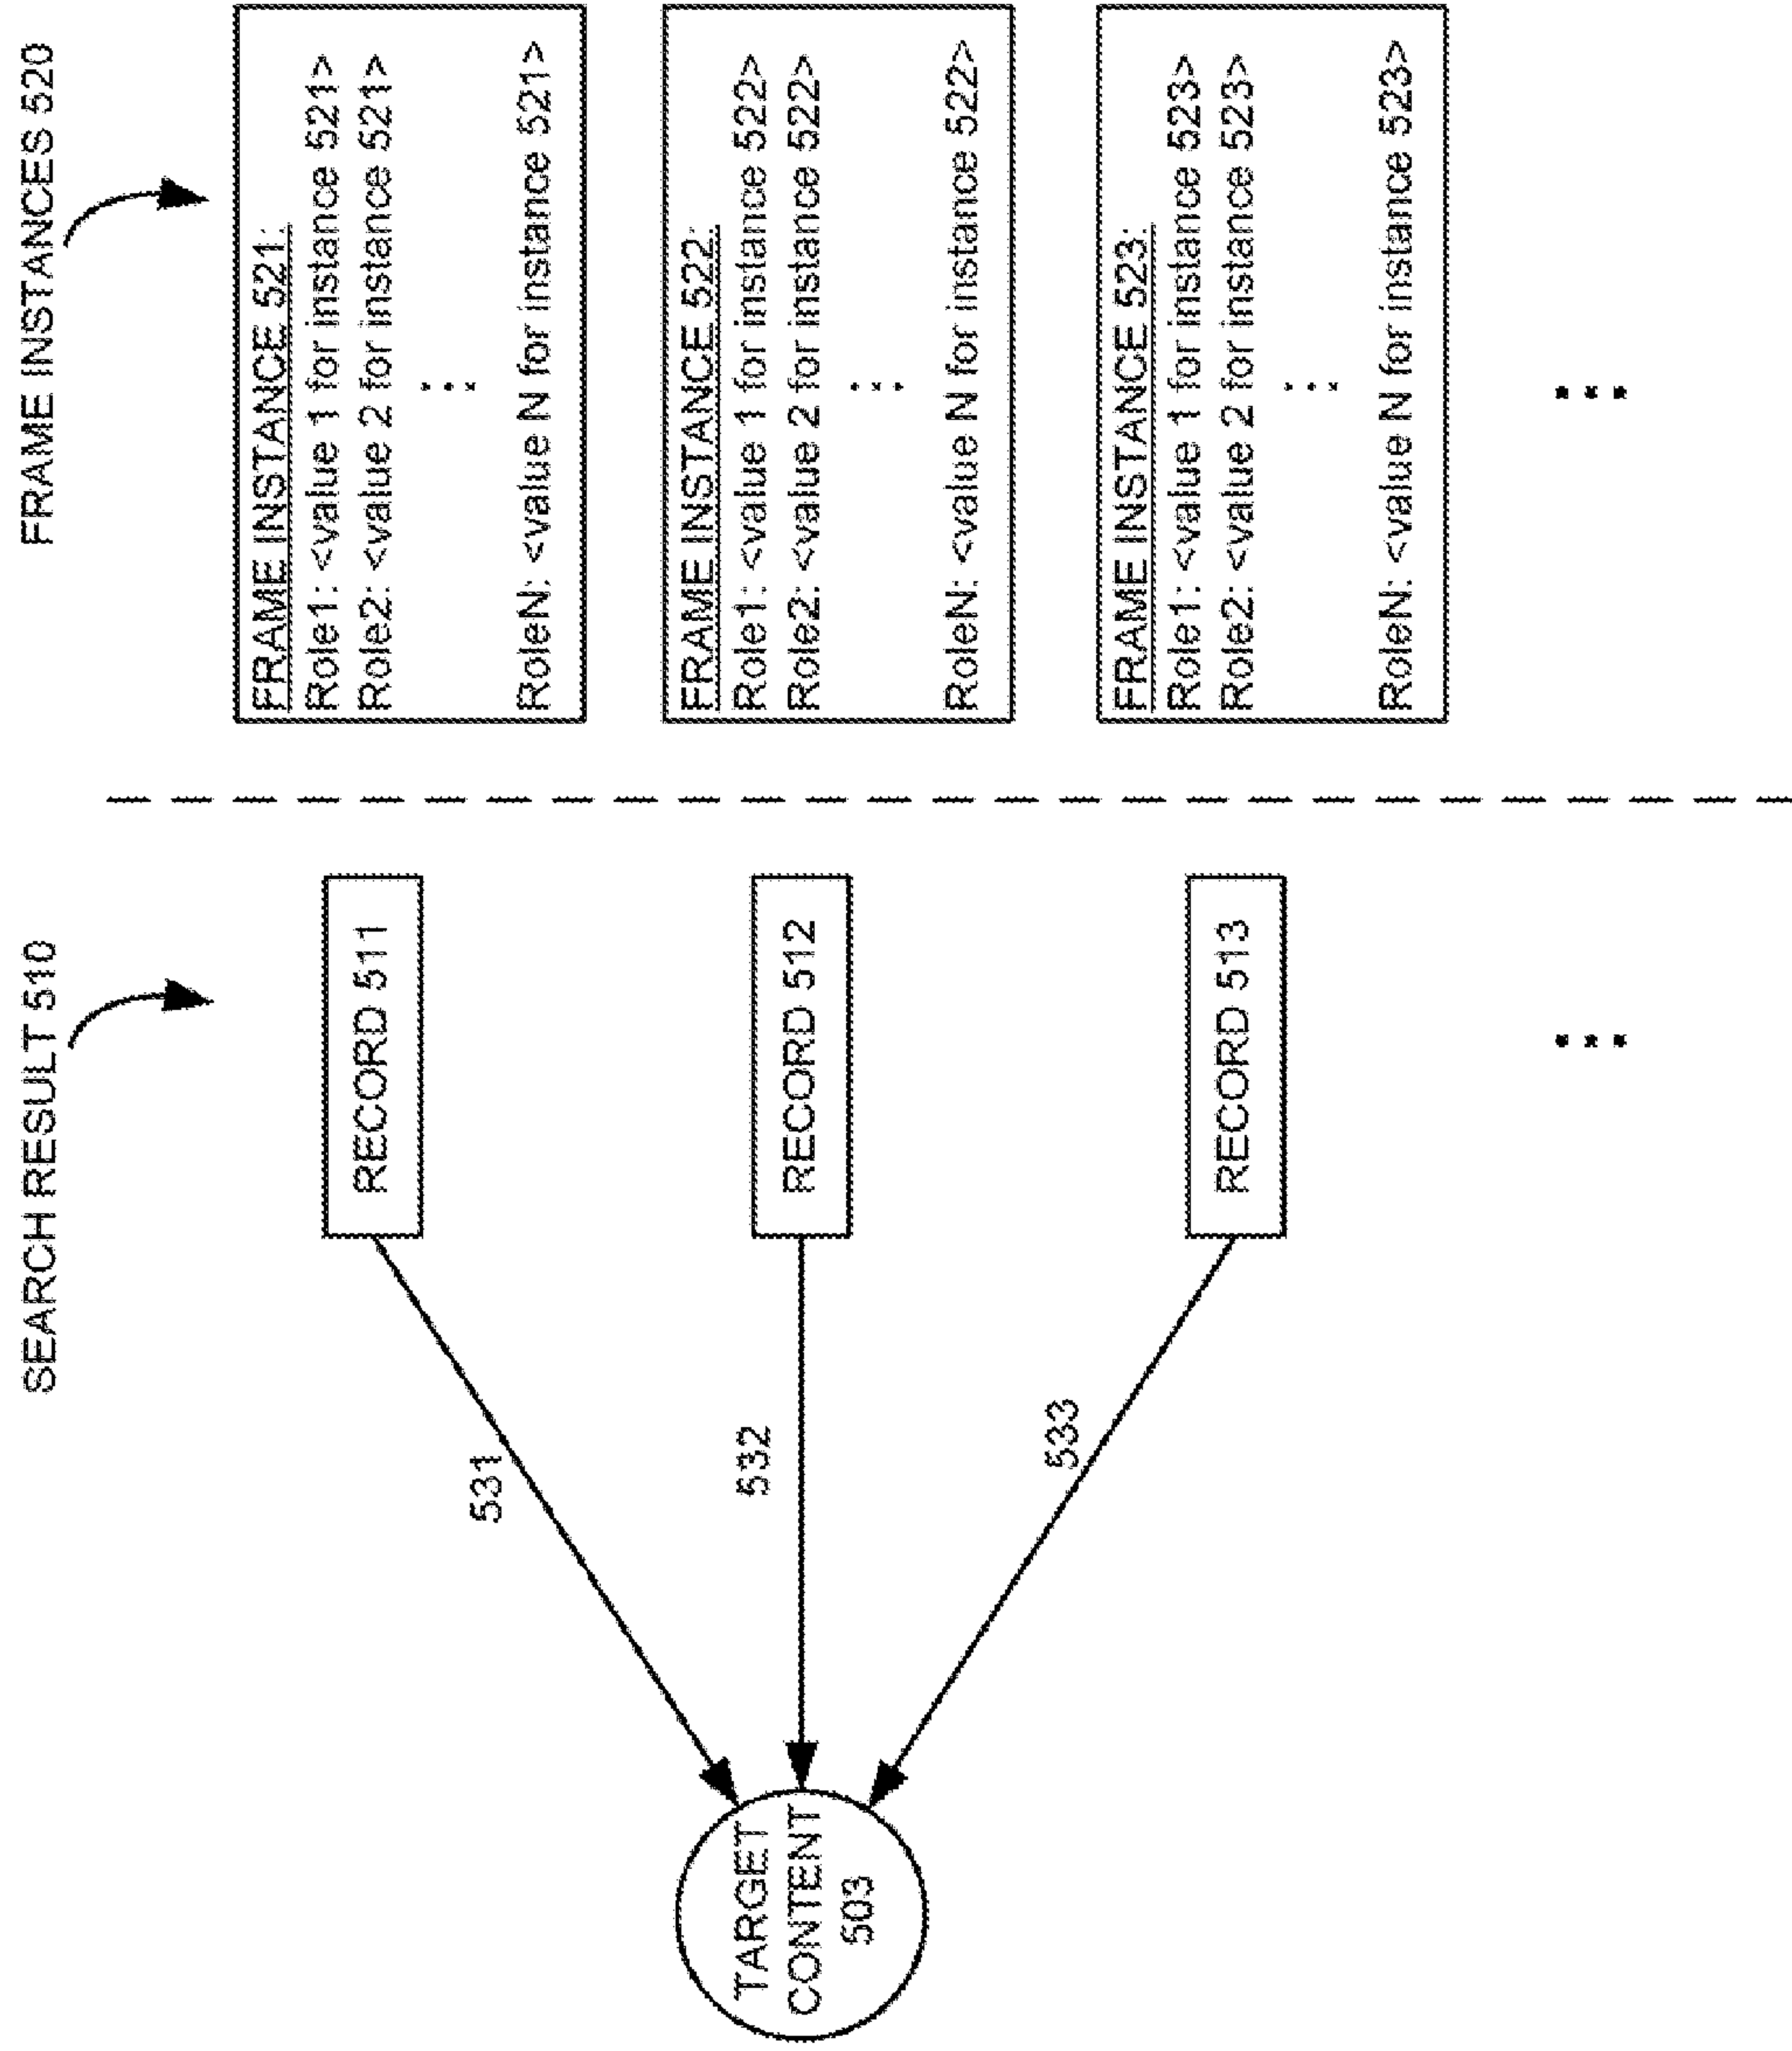 SEARCH RESULT 510
FRAME INSTANCES 520
TARGET
CONTENT
503
531
532
533
RECORD 511
RECORD 512
RECORD 513
FRAME INSTANCE 521:
Role1: <value 1 for instance 521>
Role2: <value 2 for instance 521>
RoleN: <value N for instance 521>
FRAME INSTANCE 522:
Role1: <value 1 for instance 522>
Role2: <value 2 for instance 522>
RoleN: <value N for instance 522>
FRAME INSTANCE 523:
Role1: <value 1 for instance 523>
Role2: <value 2 for instance 523>
RoleN: <value N for instance 523>